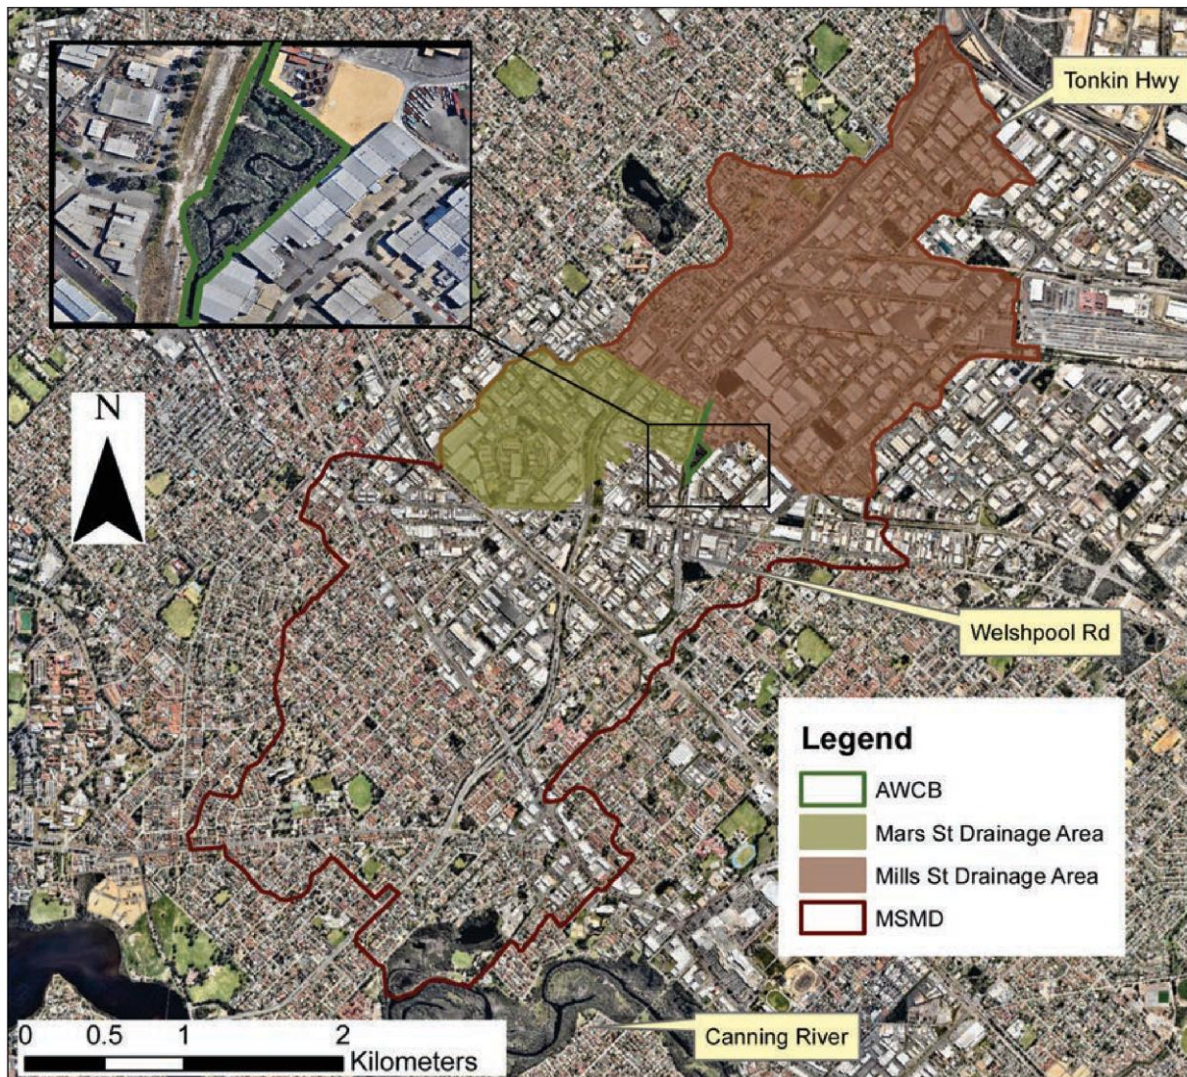 Tonkin Hwy
N
Welshpool Rd
Legend
AWCB
Mars St Drainage Area
Mills St Drainage Area
MSMD
Canning River
0 0.5 1 2
Kilometers